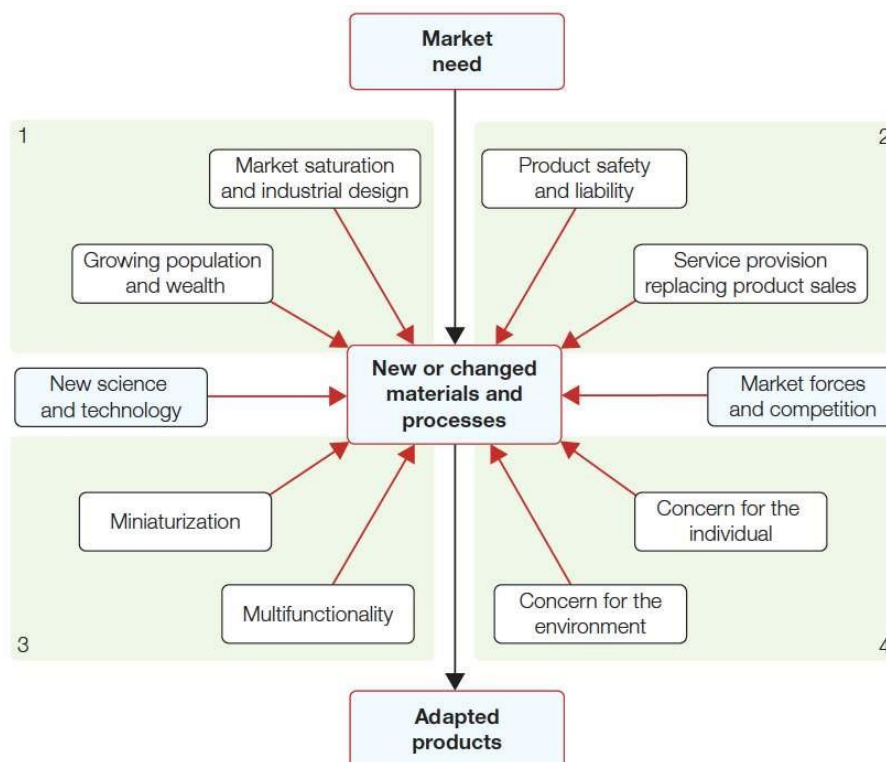 Market
need
1
2
Market saturation
and industrial design
Product safety
and liability
Growing population
and wealth
Service provision
replacing product sales
New science
and technology
New or changed
materials and
processes
Market forces
and competition
Miniaturization
Concern for the
individual
Multifunctionality
Concern for the
environment
3
4
Adapted
products